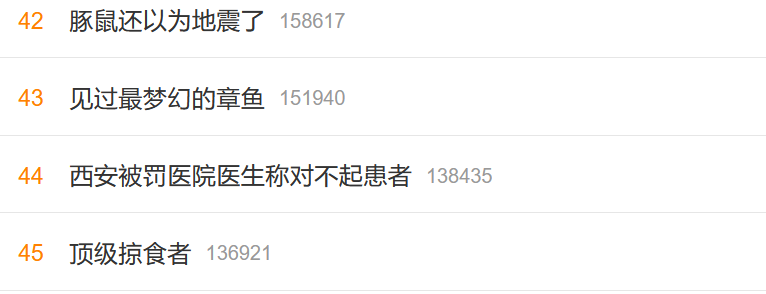 42 豚鼠还以为地震了 158617
43 见过最梦幻的章鱼 151940
44 西安被罚医院医生称对不起患者 138435
45 顶级掠食者 136921